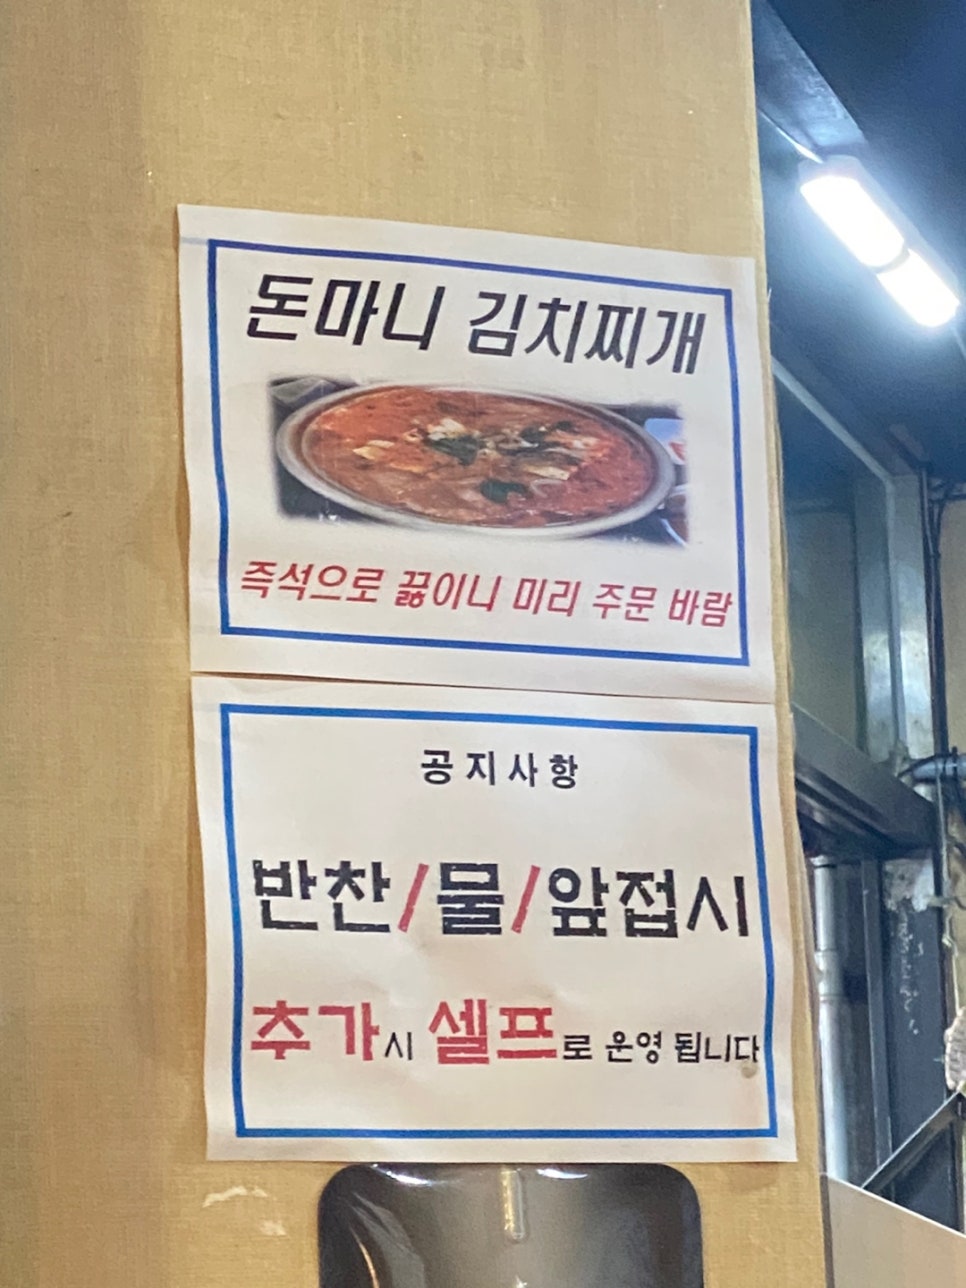 돈마니 김치찌개
즉석으로 끓이니 미리 주문 바람
공지사항
반찬/물/앞접시
추가시 셀프로 운영 됩니다